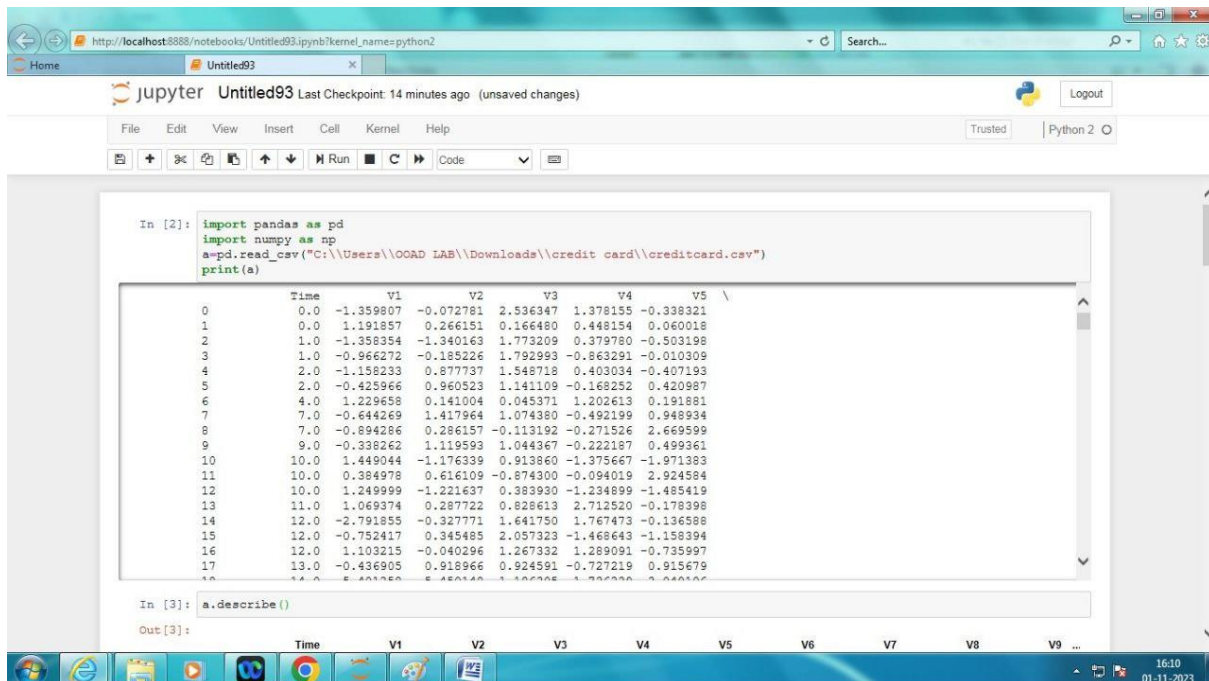 http://localhost:8888/notebooks/Untitled93.ipynb?kernel_name=python2 Search...
Home Untitled93
jupyter Untitled93 Last Checkpoint: 14 minutes ago (unsaved changes) Logout
File Edit View Insert Cell Kernel Help Trusted Python 2
Run Code
In [2]: import pandas as pd
import numpy as np
a=pd.read_csv("C:\\Users\\OOAD LAB\\Downloads\\credit card\\creditcard.csv")
print(a)
Time V1 V2 V3 V4 V5 \
0 0.0 -1.359807 -0.072781 2.536347 1.378155 -0.338321
1 0.0 1.191857 0.266151 0.166480 0.448154 0.060018
2 1.0 -1.358354 -1.340163 1.773209 0.379780 -0.503198
3 1.0 -0.966272 -0.185226 1.792993 -0.863291 -0.010309
4 2.0 -1.158233 0.877737 1.548718 0.403034 -0.407193
5 2.0 -0.425966 0.960523 1.141109 -0.168252 0.420987
6 4.0 1.229658 0.141004 0.045371 1.202613 0.191881
7 7.0 -0.644269 1.417964 1.074380 -0.492199 0.948934
8 7.0 -0.894286 0.286157 -0.113192 -0.271526 2.669599
9 9.0 -0.338262 1.119593 1.044367 -0.222187 0.499361
10 10.0 1.449044 -1.176339 0.913860 -1.375667 -1.971383
11 10.0 0.384978 0.616109 -0.874300 -0.094019 2.924584
12 10.0 1.249999 -1.221637 0.383930 -1.234899 -1.485419
13 11.0 1.069374 0.287722 0.828613 2.712520 -0.178398
14 12.0 -2.791855 -0.327771 1.641750 1.767473 -0.136588
15 12.0 -0.752417 0.345485 2.057323 -1.468643 -1.158394
16 12.0 1.103215 -0.040296 1.267332 1.289091 -0.735997
17 13.0 -0.436905 0.918966 0.924591 -0.727219 0.915679
In [3]: a.describe()
Out[3]:
Time V1 V2 V3 V4 V5 V6 V7 V8 V9 ...
16:10
01-11-2023